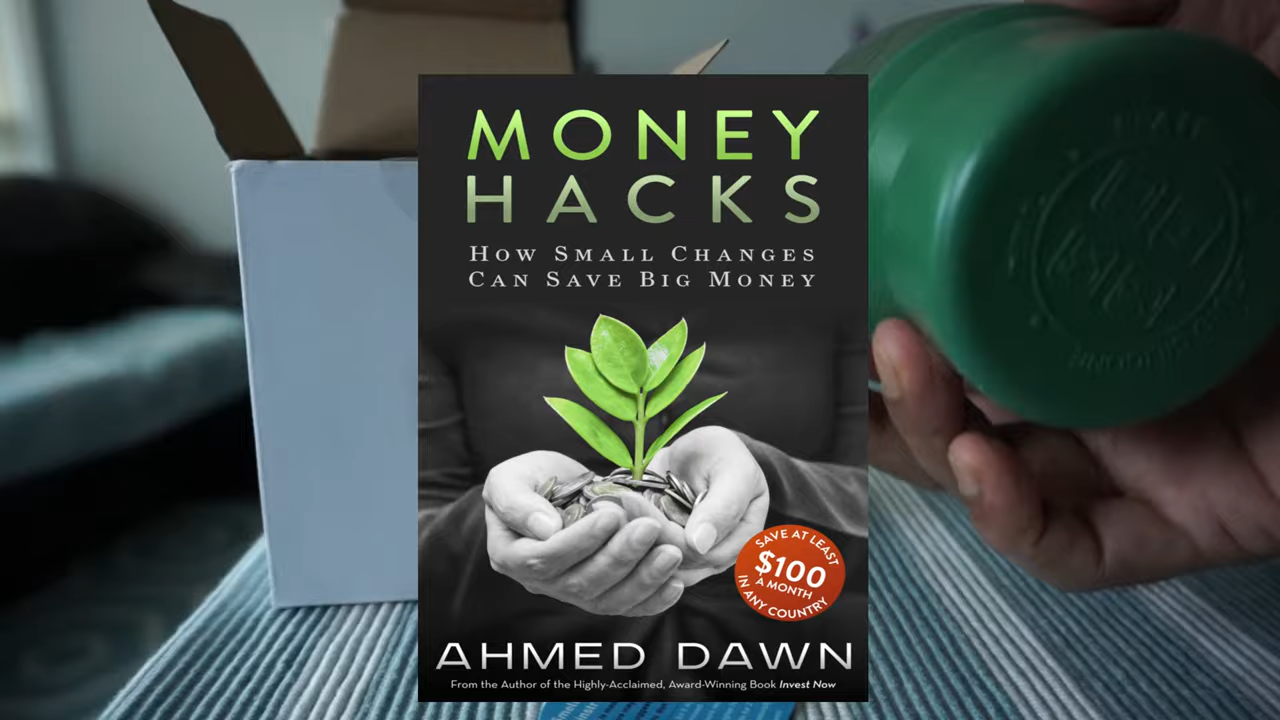 MONEY
HACKS
HOW SMALL CHANGES
CAN SAVE BIG MONEY
SAVE AT LEAST
$100
A MONTH
IN ANY COUNTRY
AHMED DAWN
From the Author of the Highly-Acclaimed, Award-Winning Book Invest Now